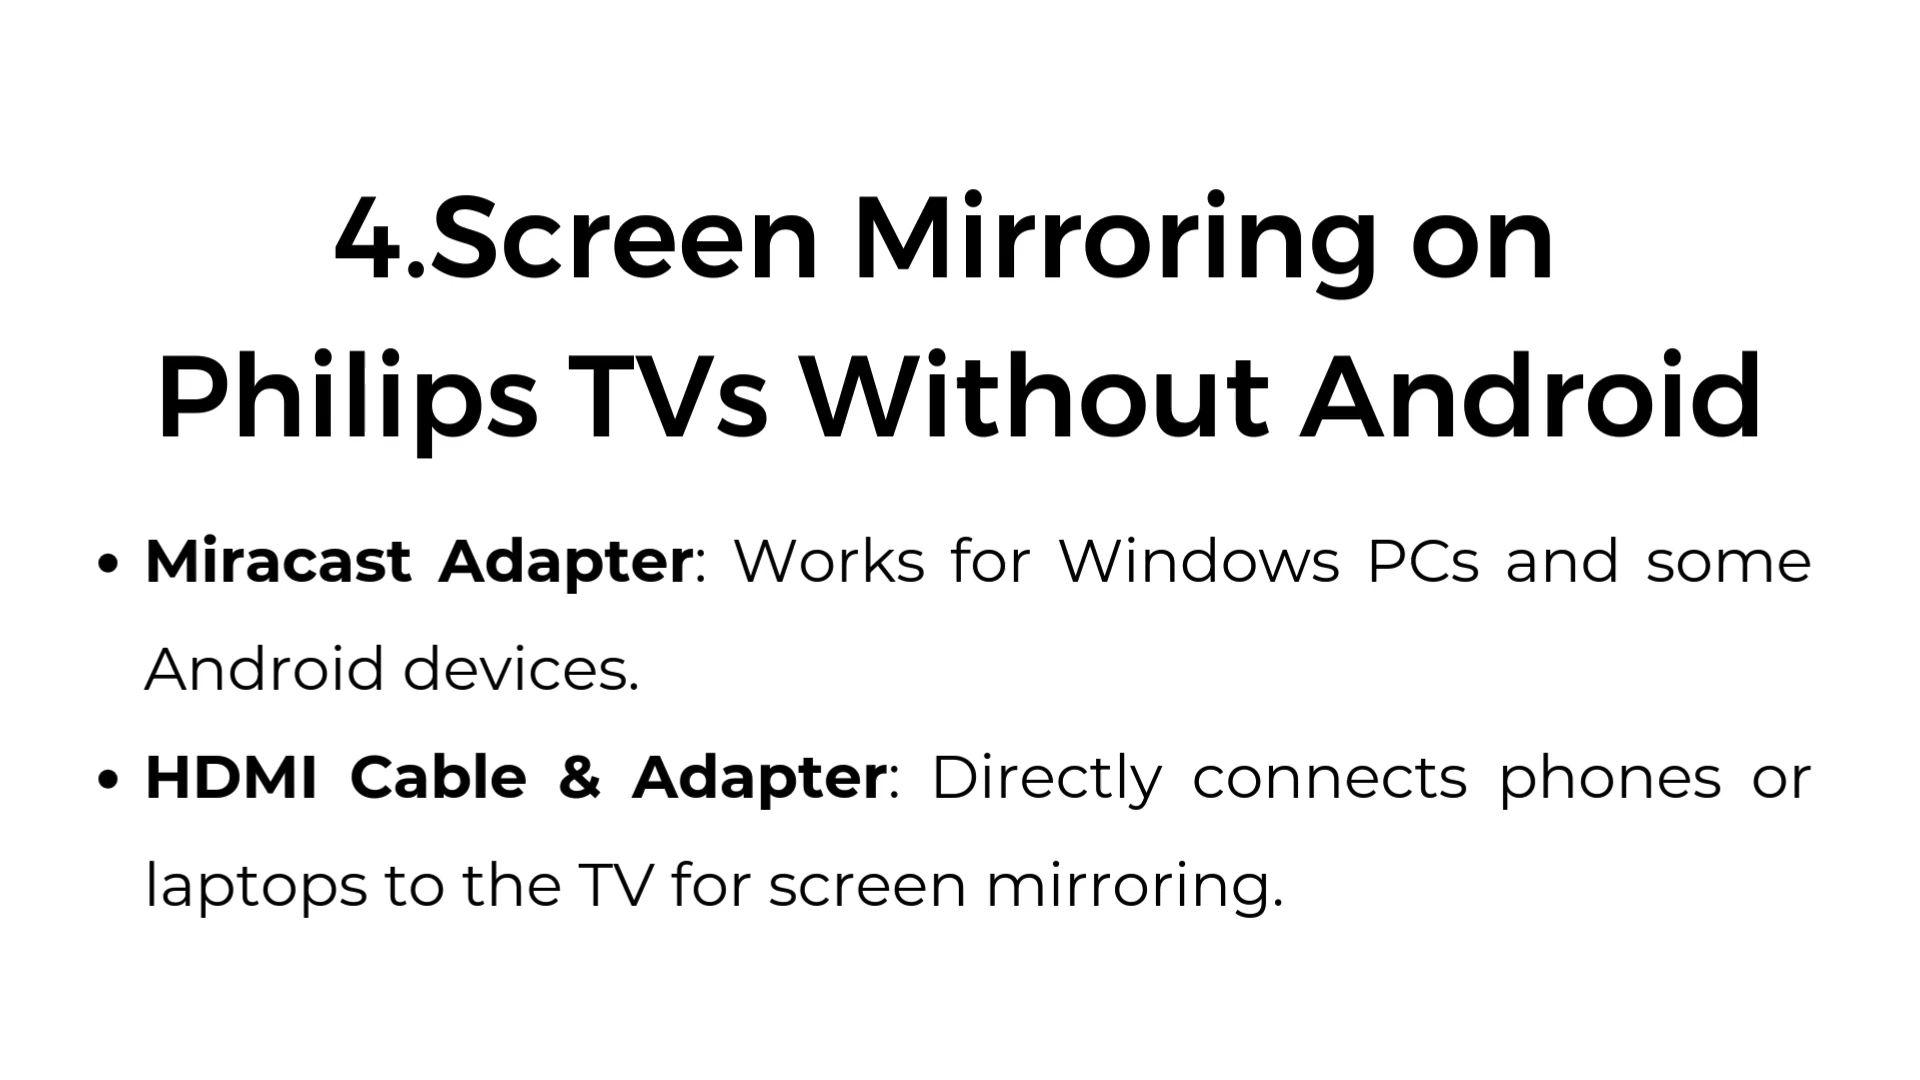 4.Screen Mirroring on
Philips TVs Without Android
• Miracast Adapter: Works for Windows PCs and some
Android devices.
• HDMI Cable & Adapter: Directly connects phones or
laptops to the TV for screen mirroring.